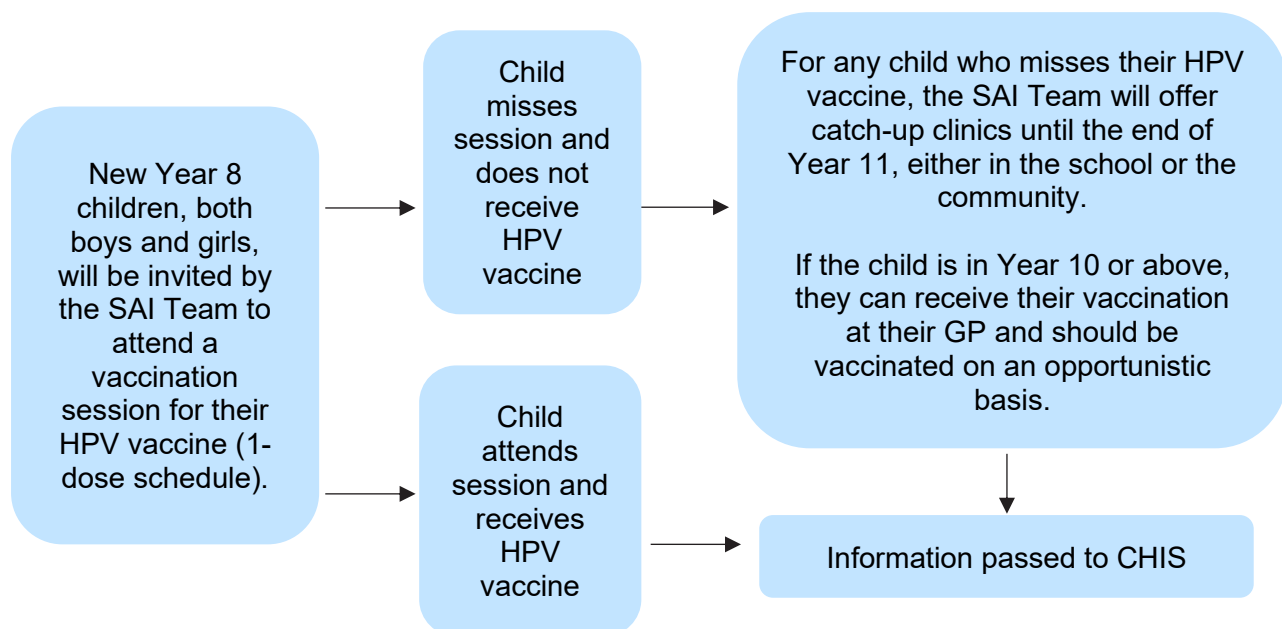 New Year 8
children, both
boys and girls,
will be invited by
the SAI Team to
attend a
vaccination
session for their
HPV vaccine (1-
dose schedule).
Child
misses
session and
does not
receive
HPV
vaccine
For any child who misses their HPV
vaccine, the SAI Team will offer
catch-up clinics until the end of
Year 11, either in the school or the
community.
If the child is in Year 10 or above,
they can receive their vaccination
at their GP and should be
vaccinated on an opportunistic
basis.
Child
attends
session and
receives
HPV
vaccine
Information passed to CHIS